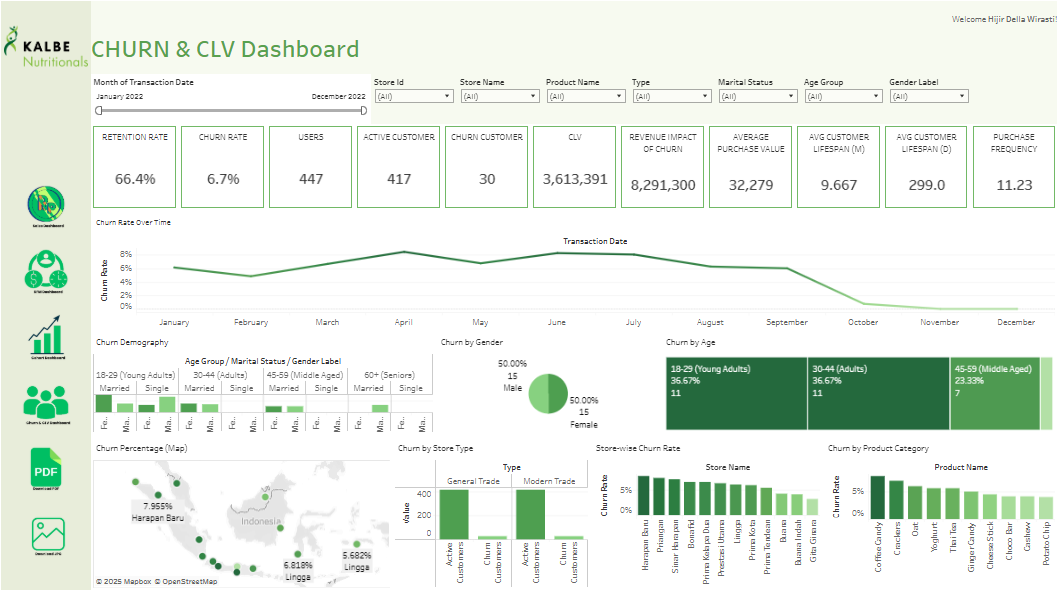 Welcome Hijir Della Wirasti!
KALBE
Nutritionals
CHURN & CLV Dashboard
Month of Transaction Date
January 2022
December 2022
Store Id
(All)
Store Name
(All)
Product Name
(All)
Type
(All)
Marital Status
(All)
Age Group
(All)
Gender Label
(All)
RETENTION RATE
66.4%
CHURN RATE
6.7%
USERS
447
ACTIVE CUSTOMER
417
CHURN CUSTOMER
30
CLV
3,613,391
REVENUE IMPACT
OF CHURN
8,291,300
AVERAGE
PURCHASE VALUE
32,279
AVG CUSTOMER
LIFESPAN (M)
9.667
AVG CUSTOMER
LIFESPAN (D)
299.0
PURCHASE
FREQUENCY
11.23
Churn Rate Over Time
Transaction Date
Churn Rate
8%
6%
4%
2%
0%
January
February
March
April
May
June
July
August
September
October
November
December
Churn Demography
Age Group / Marital Status / Gender Label
18-29 (Young Adults)
30-44 (Adults)
45-59 (Middle Aged)
60+ (Seniors)
Married
Single
Married
Single
Married
Single
Married
Single
Fe..
Ma..
Fe..
Ma..
Fe..
Ma..
Fe..
Ma..
Fe..
Ma..
Fe..
Ma..
Fe..
Ma..
Fe..
Ma..
Churn by Gender
50.00%
15
Male
50.00%
15
Female
Churn by Age
18-29 (Young Adults)
36.67%
11
30-44 (Adults)
36.67%
11
45-59 (Middle Aged)
23.33%
7
Churn Percentage (Map)
7.955%
Harapan Baru
Indonesia
6.818%
Lingga
5.682%
Lingga
© 2025 Mapbox © OpenStreetMap
Churn by Store Type
Type
General Trade
Modern Trade
Value
400
200
0
Active
Customers
Churn
Customers
Active
Customers
Churn
Customers
Store-wise Churn Rate
Store Name
Churn Rate
5%
0%
Harapan Baru
Priangan
Sinar Harapan
Prima Kelapa Dua
Prestasi Utama
Lingga
Prima Kota
Prima Tendean
Bonafid
Buana
Buana Indah
Gita Ginara
Churn by Product Category
Product Name
Churn Rate
5%
0%
Coffee Candy
Crackers
Oat
Yoghurt
Thai Tea
Ginger Candy
Cheese Stick
Choco Bar
Cashew
Potato Chip
Cohort Dashboard
Churn & CLV Dashboard
PDF
Download PDF
Download JPG